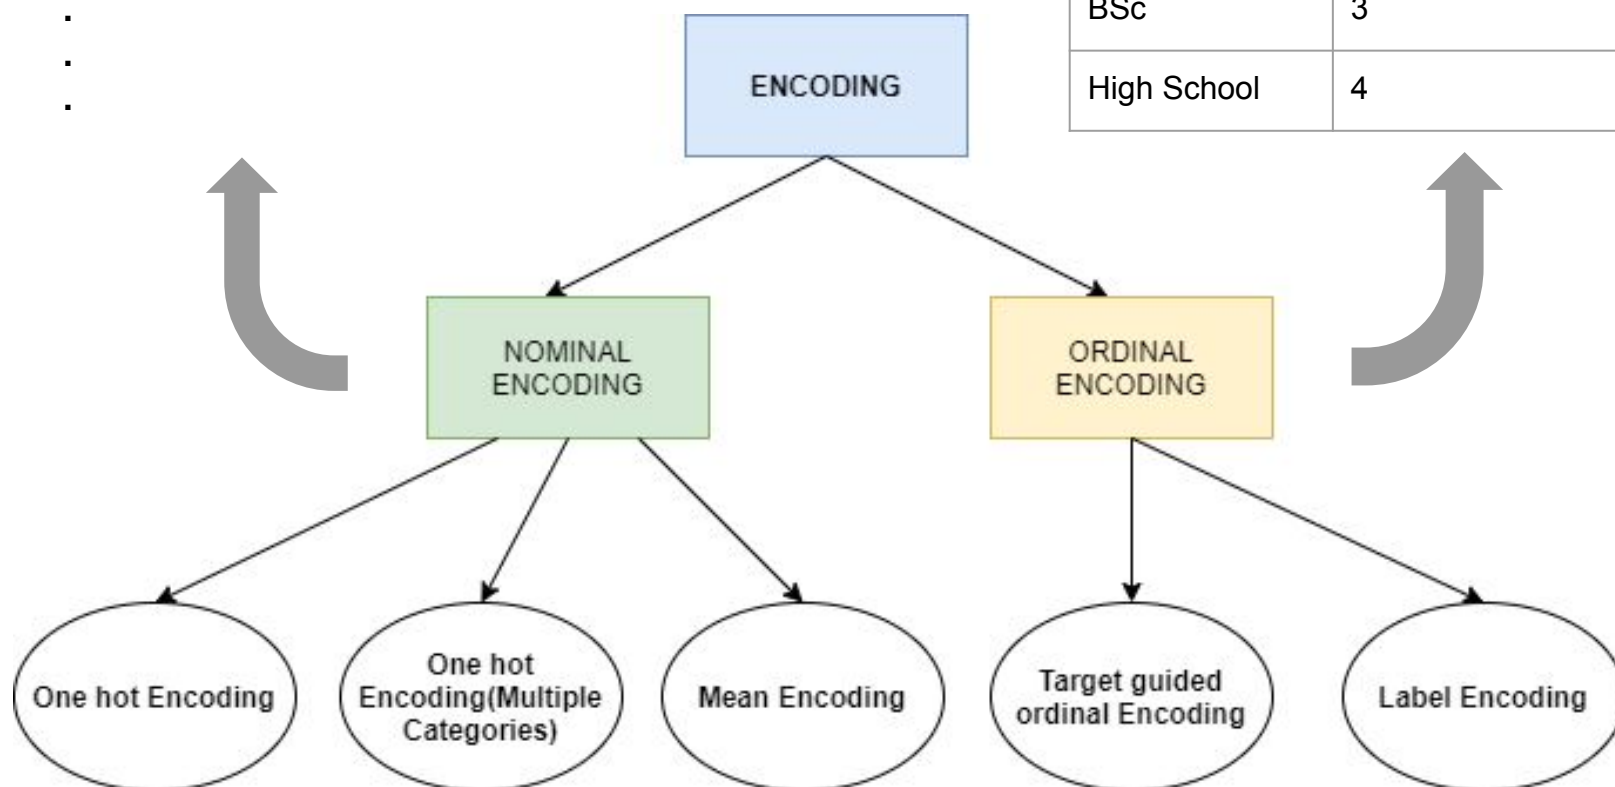 .
.
.
BSc 3
High School 4
ENCODING
NOMINAL
ENCODING
ORDINAL
ENCODING
One hot Encoding
One hot
Encoding(Multiple
Categories)
Mean Encoding
Target guided
ordinal Encoding
Label Encoding